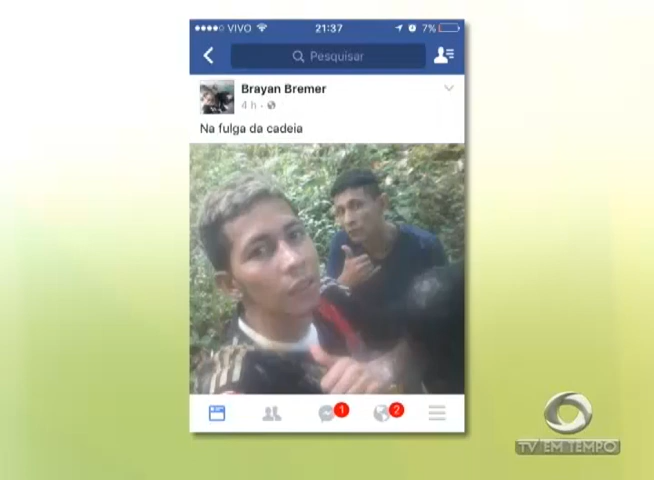 VIVO
21:37
7%
Pesquisar
Brayan Bremer
4 h
Na fulga da cadeia
1
2
TV EM TEMPO